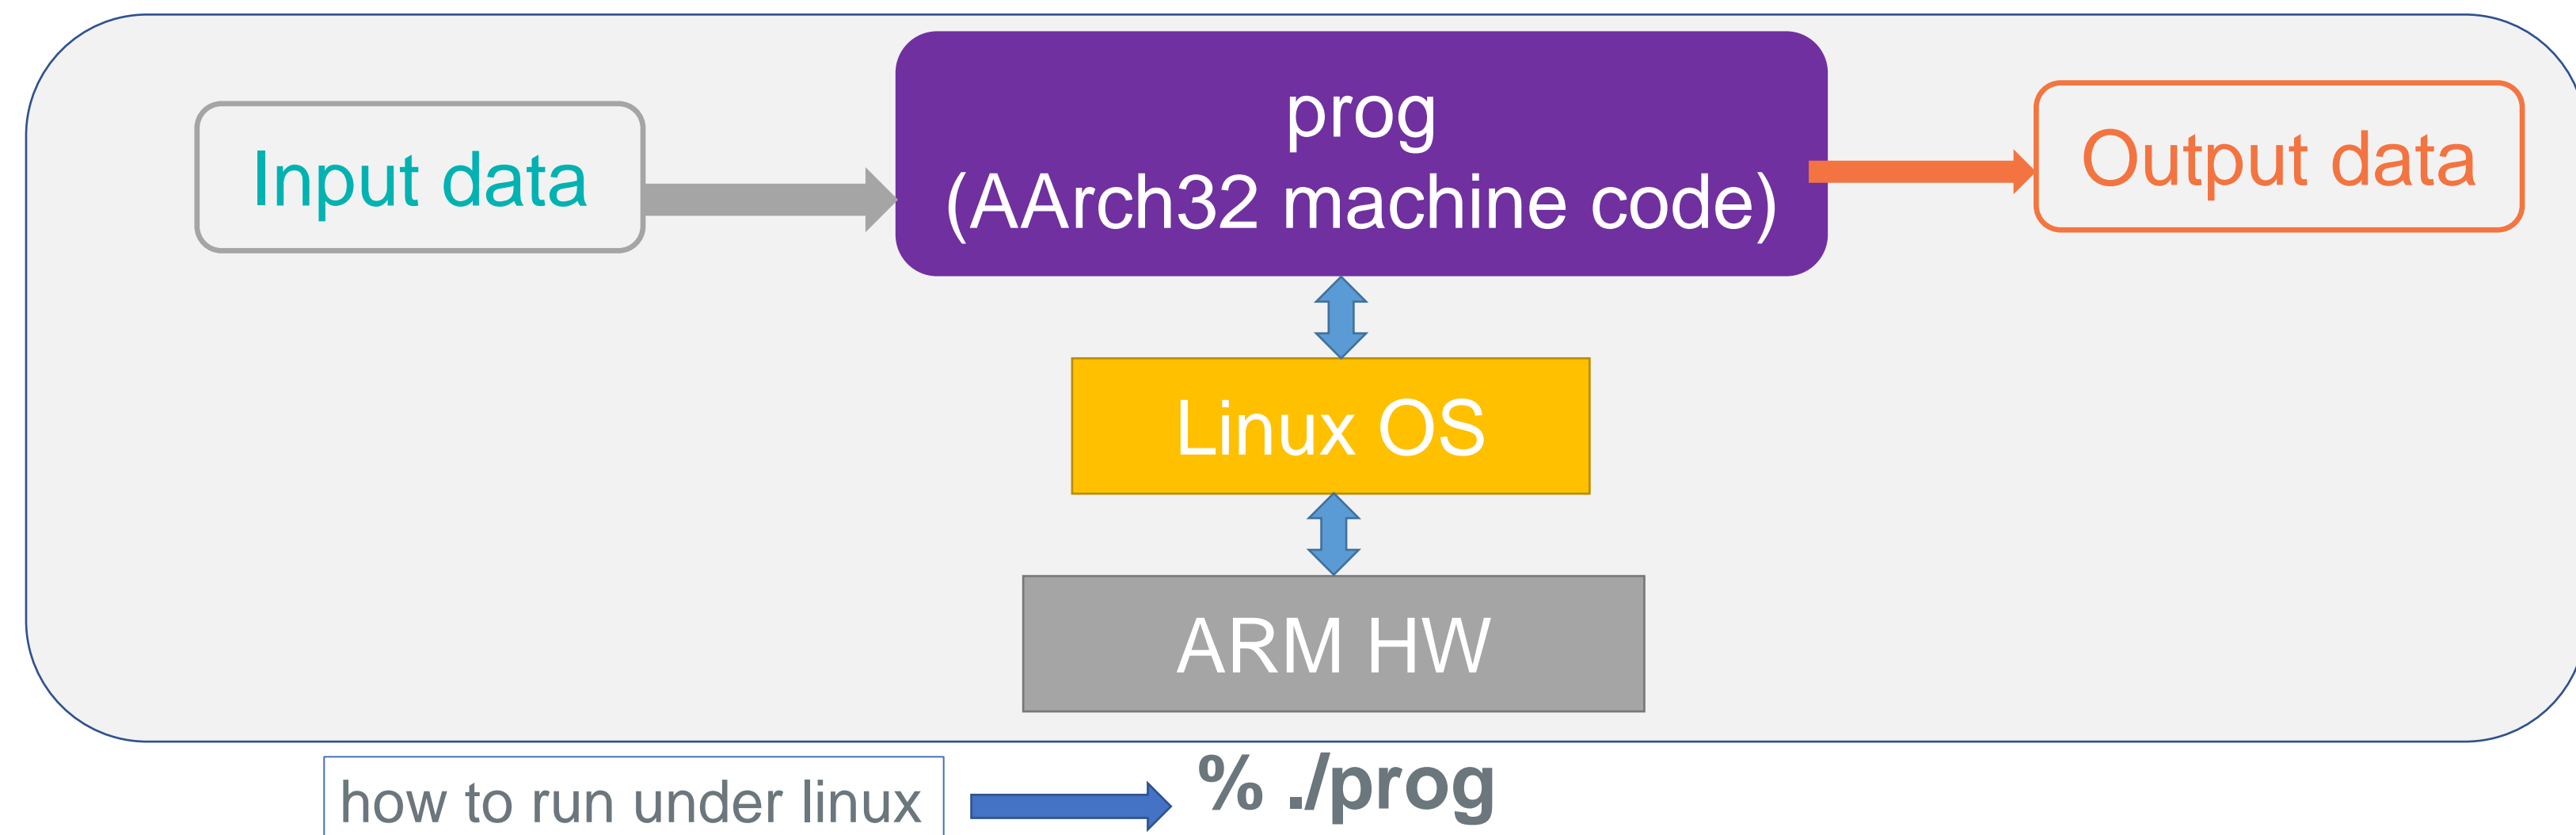 Input data
prog
(AArch32 machine code)
Output data
Linux OS
ARM HW
how to run under linux
% ./prog